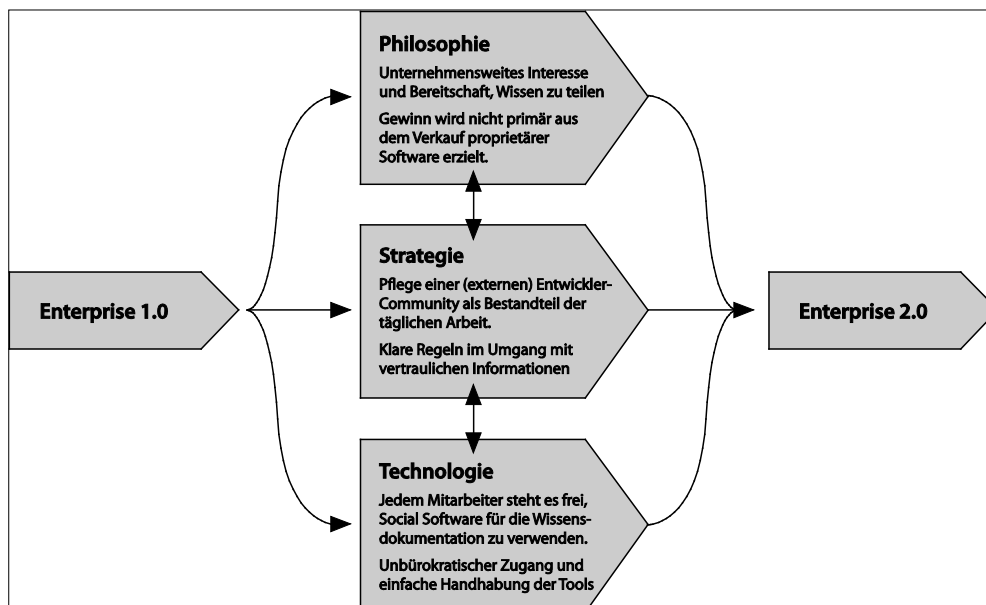 Philosophie
Unternehmensweites Interesse
und Bereitschaft, Wissen zu teilen
Gewinn wird nicht primär aus
dem Verkauf proprietärer
Software erzielt.
Enterprise 1.0
Strategie
Pflege einer (externen) Entwickler-
Community als Bestandteil der
täglichen Arbeit.
Klare Regeln im Umgang mit
vertraulichen Informationen
Enterprise 2.0
Technologie
Jedem Mitarbeiter steht es frei,
Social Software für die Wissens-
dokumentation zu verwenden.
Unbürokratischer Zugang und
einfache Handhabung der Tools